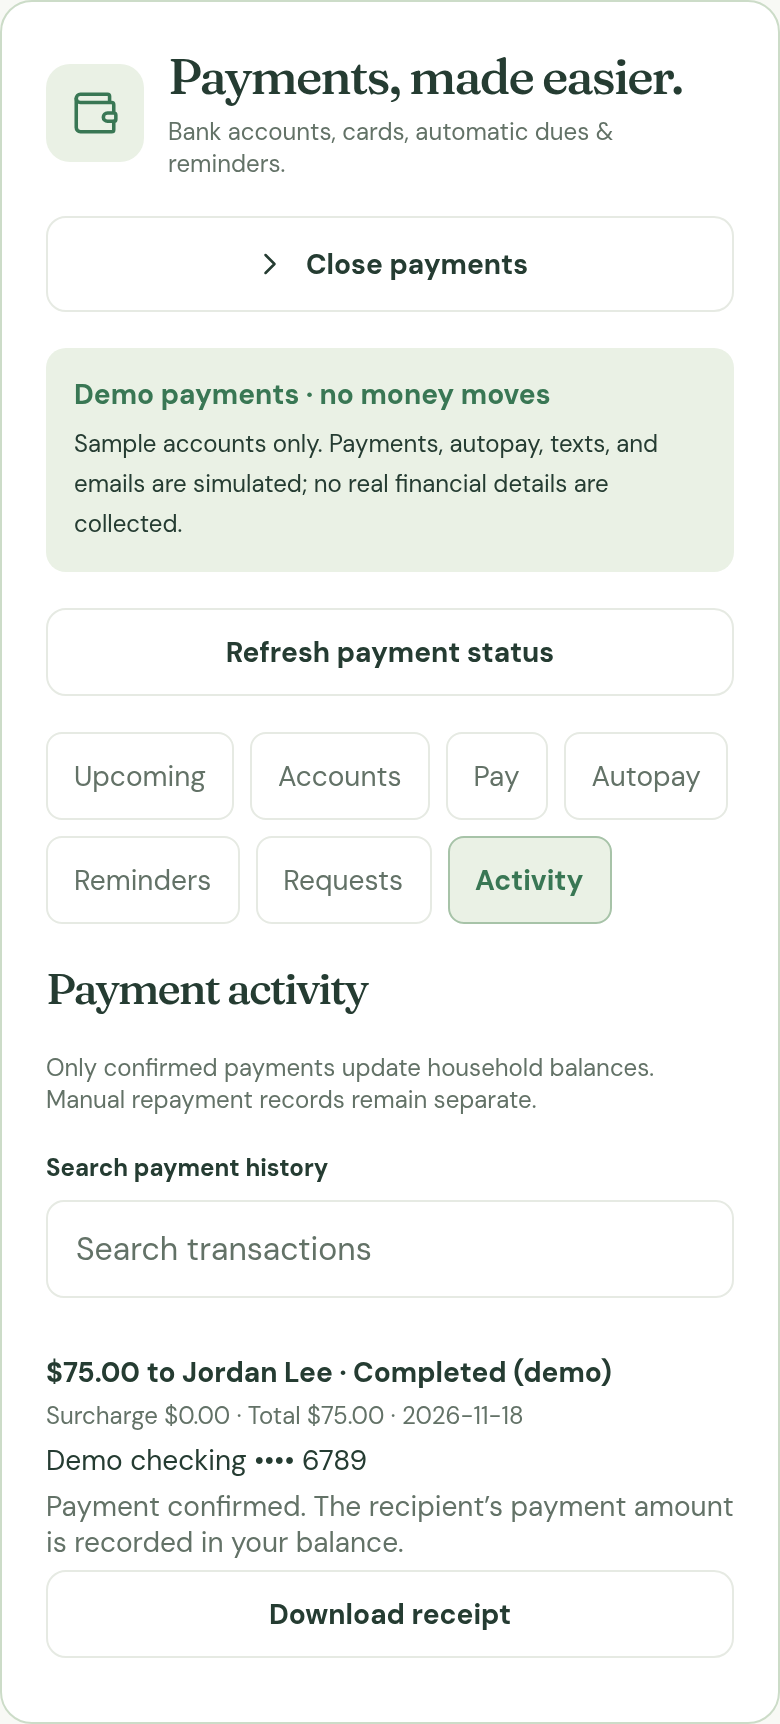 Payments, made easier.
Bank accounts, cards, automatic dues &
reminders.
Close payments
Demo payments · no money moves
Sample accounts only. Payments, autopay, texts, and
emails are simulated; no real financial details are
collected.
Refresh payment status
Upcoming Accounts Pay Autopay
Reminders Requests Activity
Payment activity
Only confirmed payments update household balances.
Manual repayment records remain separate.
Search payment history
Search transactions
$75.00 to Jordan Lee · Completed (demo)
Surcharge $0.00 · Total $75.00 · 2026-11-18
Demo checking •••• 6789
Payment confirmed. The recipient’s payment amount
is recorded in your balance.
Download receipt